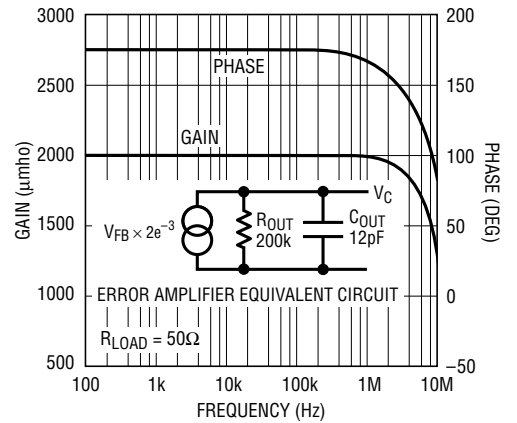 3000
2500
2000
1500
1000
500
GAIN (µmho)
200
150
100
50
0
–50
PHASE (DEG)
PHASE
GAIN
V_FB × 2e⁻³
R_OUT
200k
C_OUT
12pF
V_C
ERROR AMPLIFIER EQUIVALENT CIRCUIT
R_LOAD = 50Ω
100 1k 10k 100k 1M 10M
FREQUENCY (Hz)